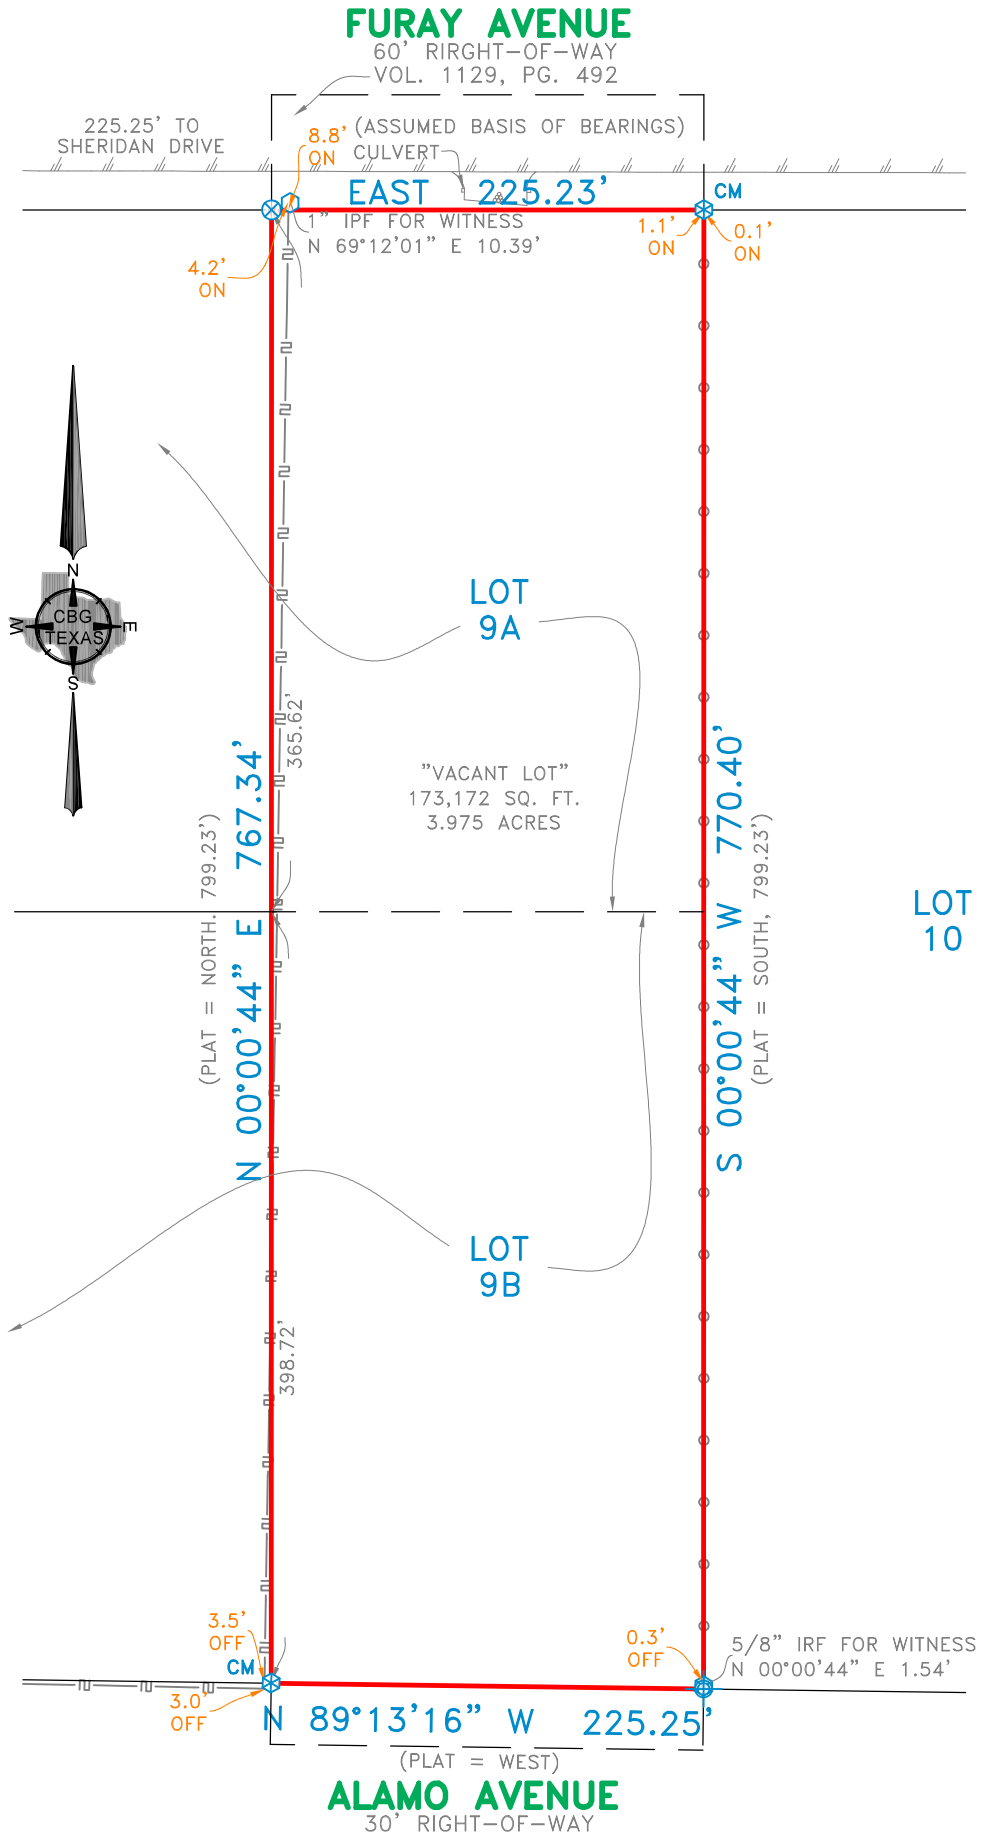 FURAY AVENUE
60' RIRGHT-OF-WAY
VOL. 1129, PG. 492
225.25' TO
SHERIDAN DRIVE
8.8'
ON
(ASSUMED BASIS OF BEARINGS)
CULVERT
EAST 225.23'
CM
1" IPF FOR WITNESS
N 69°12'01" E 10.39'
1.1'
ON
0.1'
ON
4.2'
ON
N
W
CBG
TEXAS
E
S
LOT
9A
365.62'
"VACANT LOT"
173,172 SQ. FT.
3.975 ACRES
N 00°00'44" E 767.34'
(PLAT = NORTH. 799.23')
S 00°00'44" W 770.40'
(PLAT = SOUTH, 799.23')
LOT
10
LOT
9B
398.72'
3.5'
OFF
CM
3.0'
OFF
0.3'
OFF
5/8" IRF FOR WITNESS
N 00°00'44" E 1.54'
N 89°13'16" W 225.25'
(PLAT = WEST)
ALAMO AVENUE
30' RIGHT-OF-WAY